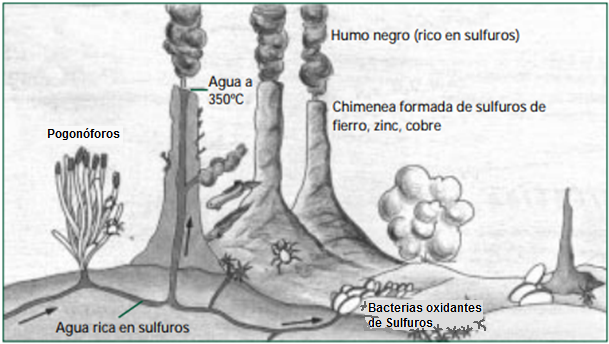 Humo negro (rico en sulfuros)
Agua a
350ºC
Chimenea formada de sulfuros de
fierro, zinc, cobre
Pogonóforos
Agua rica en sulfuros
Bacterias oxidantes
de Sulfuros